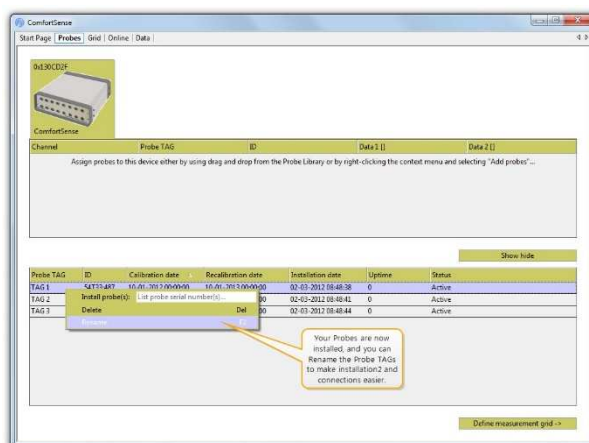 ComfortSense
Start Page Probes Grid Online Data
0x130CD2F
ComfortSense
Channel Probe TAG ID Data 1 [] Data 2 []
Assign probes to this device either by using drag and drop from the Probe Library or by right-clicking the context menu and selecting "Add probes"...
Show hide
Probe TAG ID Calibration date Recalibration date Installation date Uptime Status
TAG 1 54T33-487 10-01-2012 00:00:00 10-01-2013 00:00:00 02-03-2012 08:48:38 0 Active
Install probe(s): List probe serial number(s)...
TAG 2 00 02-03-2012 08:48:41 0 Active
Delete Del
TAG 3 00 02-03-2012 08:48:44 0 Active
Rename F2
Your Probes are now
installed, and you can
Rename the Probe TAGs
to make installation2 and
connections easier.
Define measurement grid ->